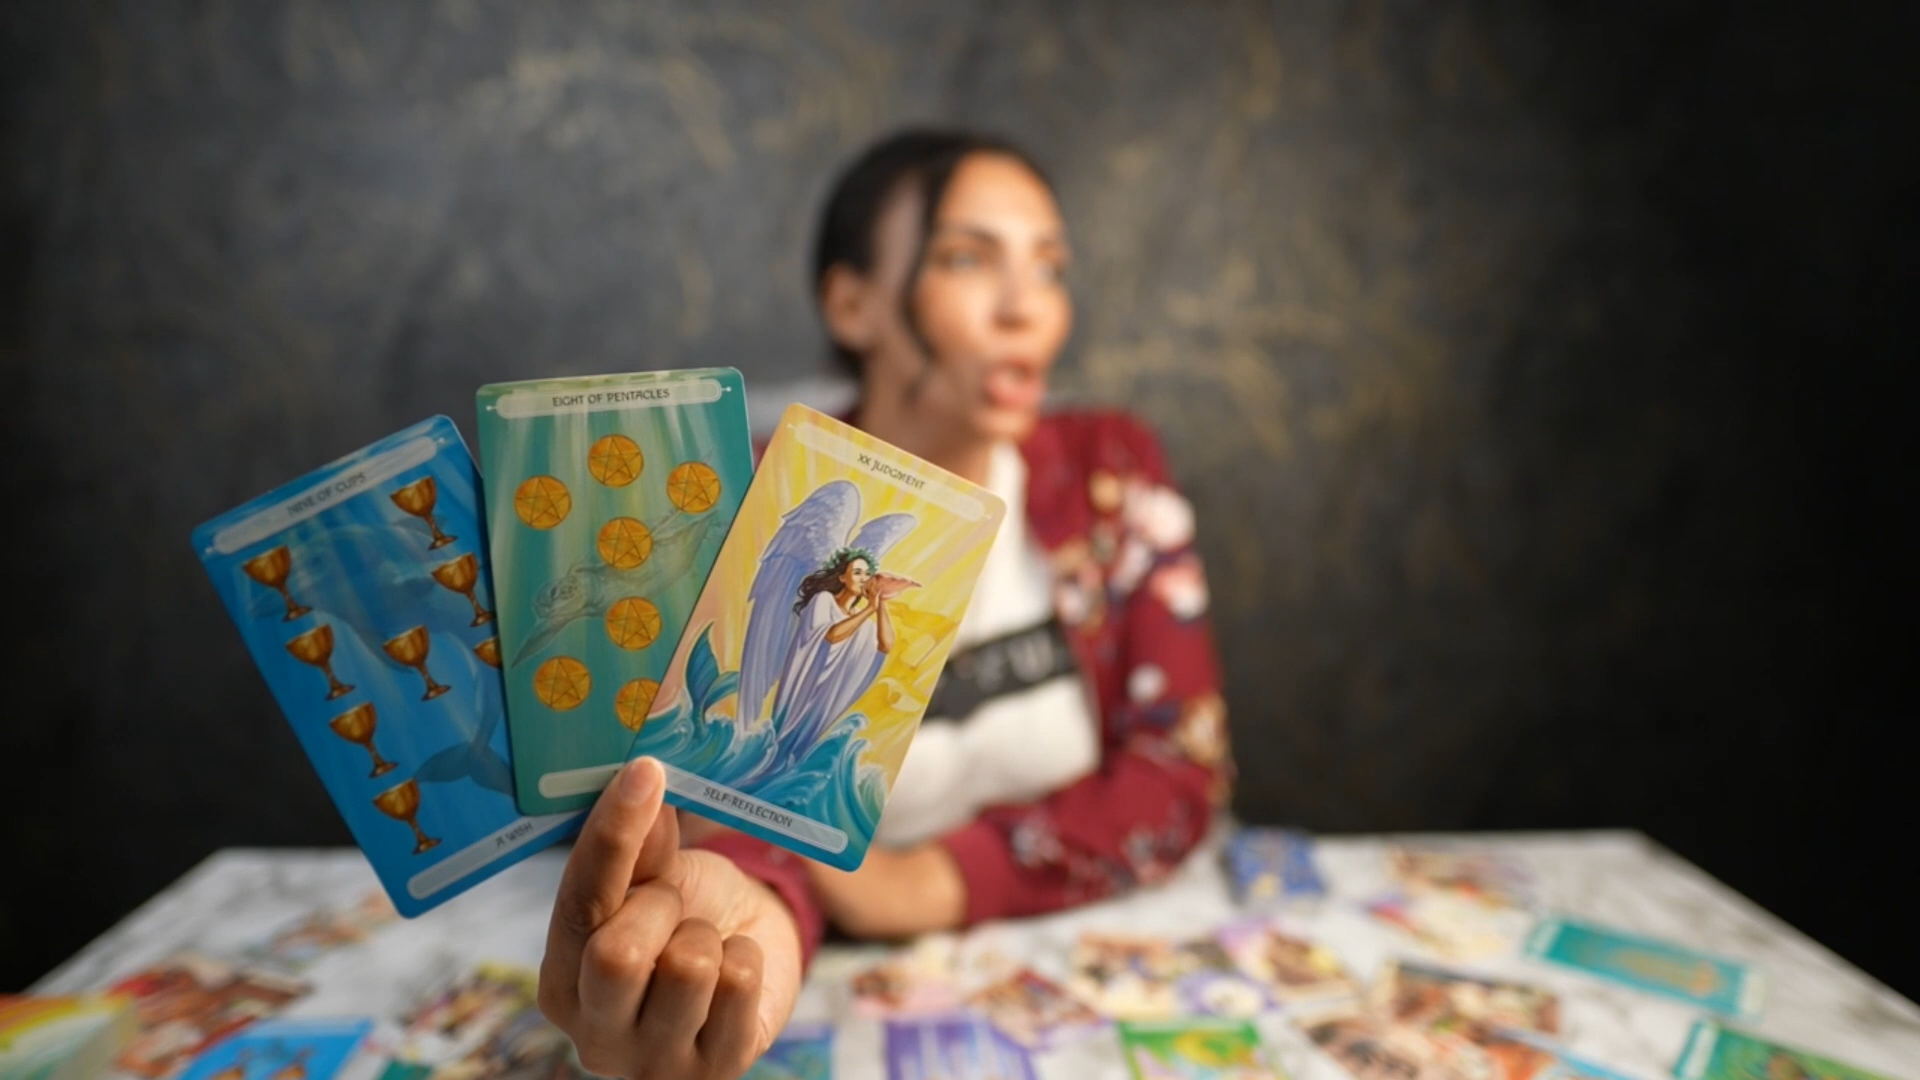 NINE OF CUPS
A WISH
EIGHT OF PENTACLES
XX JUDGMENT
SELF-REFLECTION